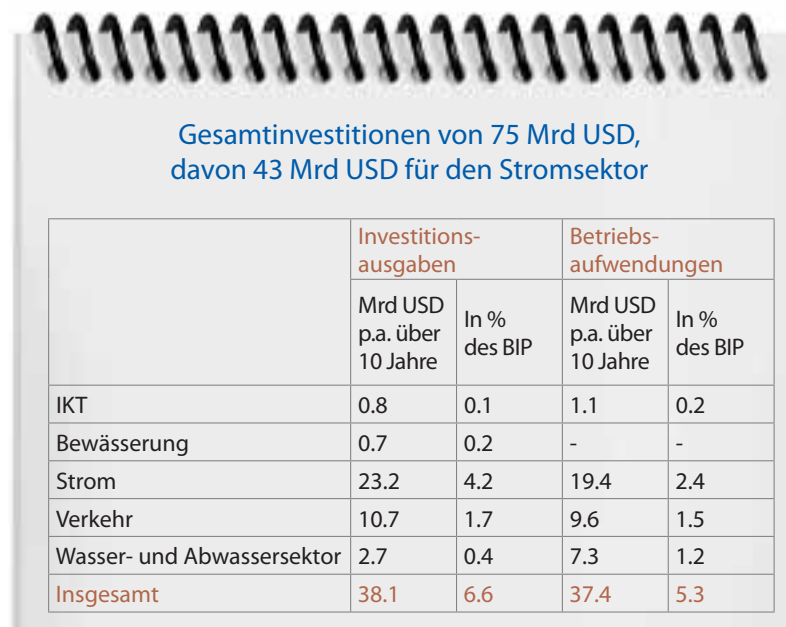 Gesamtinvestitionen von 75 Mrd USD,
davon 43 Mrd USD für den Stromsektor
Investitions-
ausgaben
Betriebs-
aufwendungen
Mrd USD
p.a. über
10 Jahre
In %
des BIP
Mrd USD
p.a. über
10 Jahre
In %
des BIP
IKT 0.8 0.1 1.1 0.2
Bewässerung 0.7 0.2 - -
Strom 23.2 4.2 19.4 2.4
Verkehr 10.7 1.7 9.6 1.5
Wasser- und Abwassersektor 2.7 0.4 7.3 1.2
Insgesamt 38.1 6.6 37.4 5.3